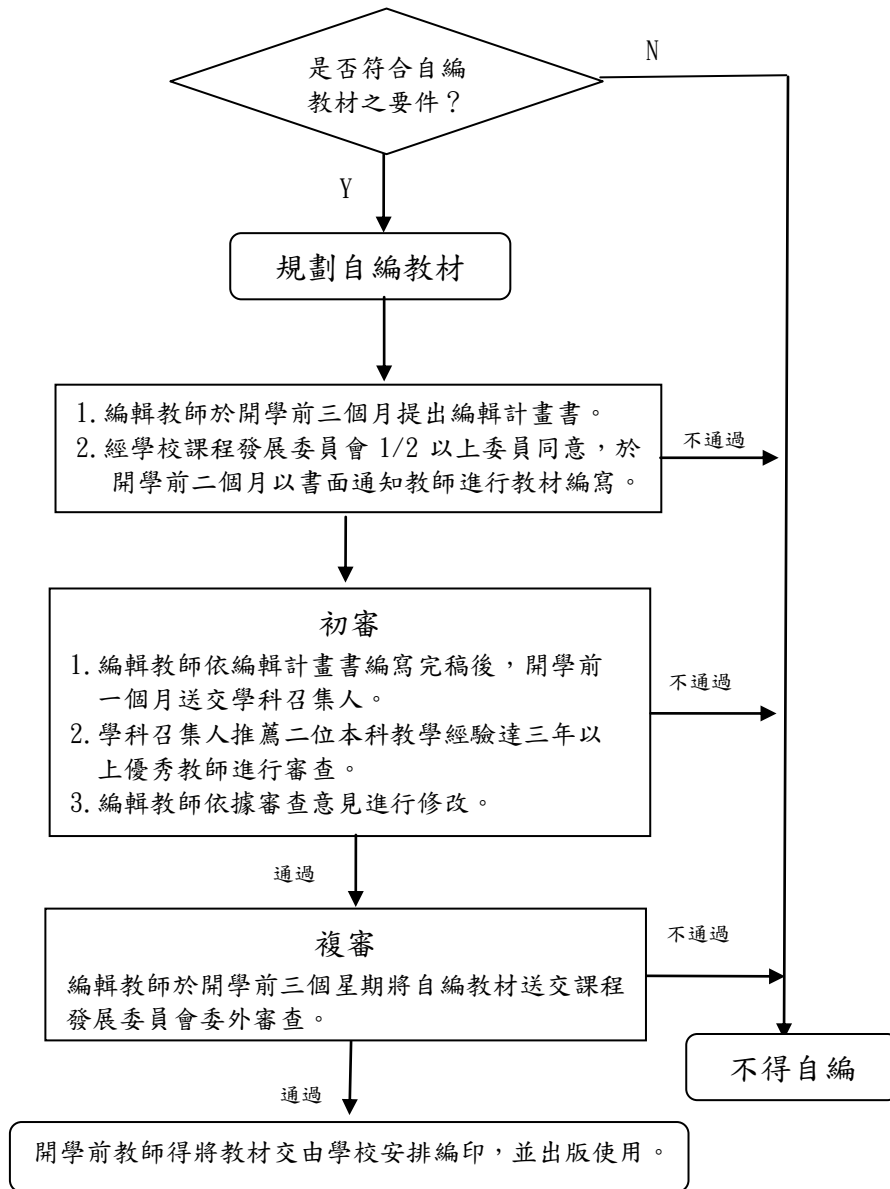 是否符合自編
教材之要件？
N
Y
規劃自編教材
1.編輯教師於開學前三個月提出編輯計畫書。
2.經學校課程發展委員會 1/2 以上委員同意，於
開學前二個月以書面通知教師進行教材編寫。
不通過
初審
1.編輯教師依編輯計畫書編寫完稿後，開學前
一個月送交學科召集人。
2.學科召集人推薦二位本科教學經驗達三年以
上優秀教師進行審查。
3.編輯教師依據審查意見進行修改。
不通過
通過
複審
編輯教師於開學前三個星期將自編教材送交課程
發展委員會委外審查。
不通過
不得自編
通過
開學前教師得將教材交由學校安排編印，並出版使用。